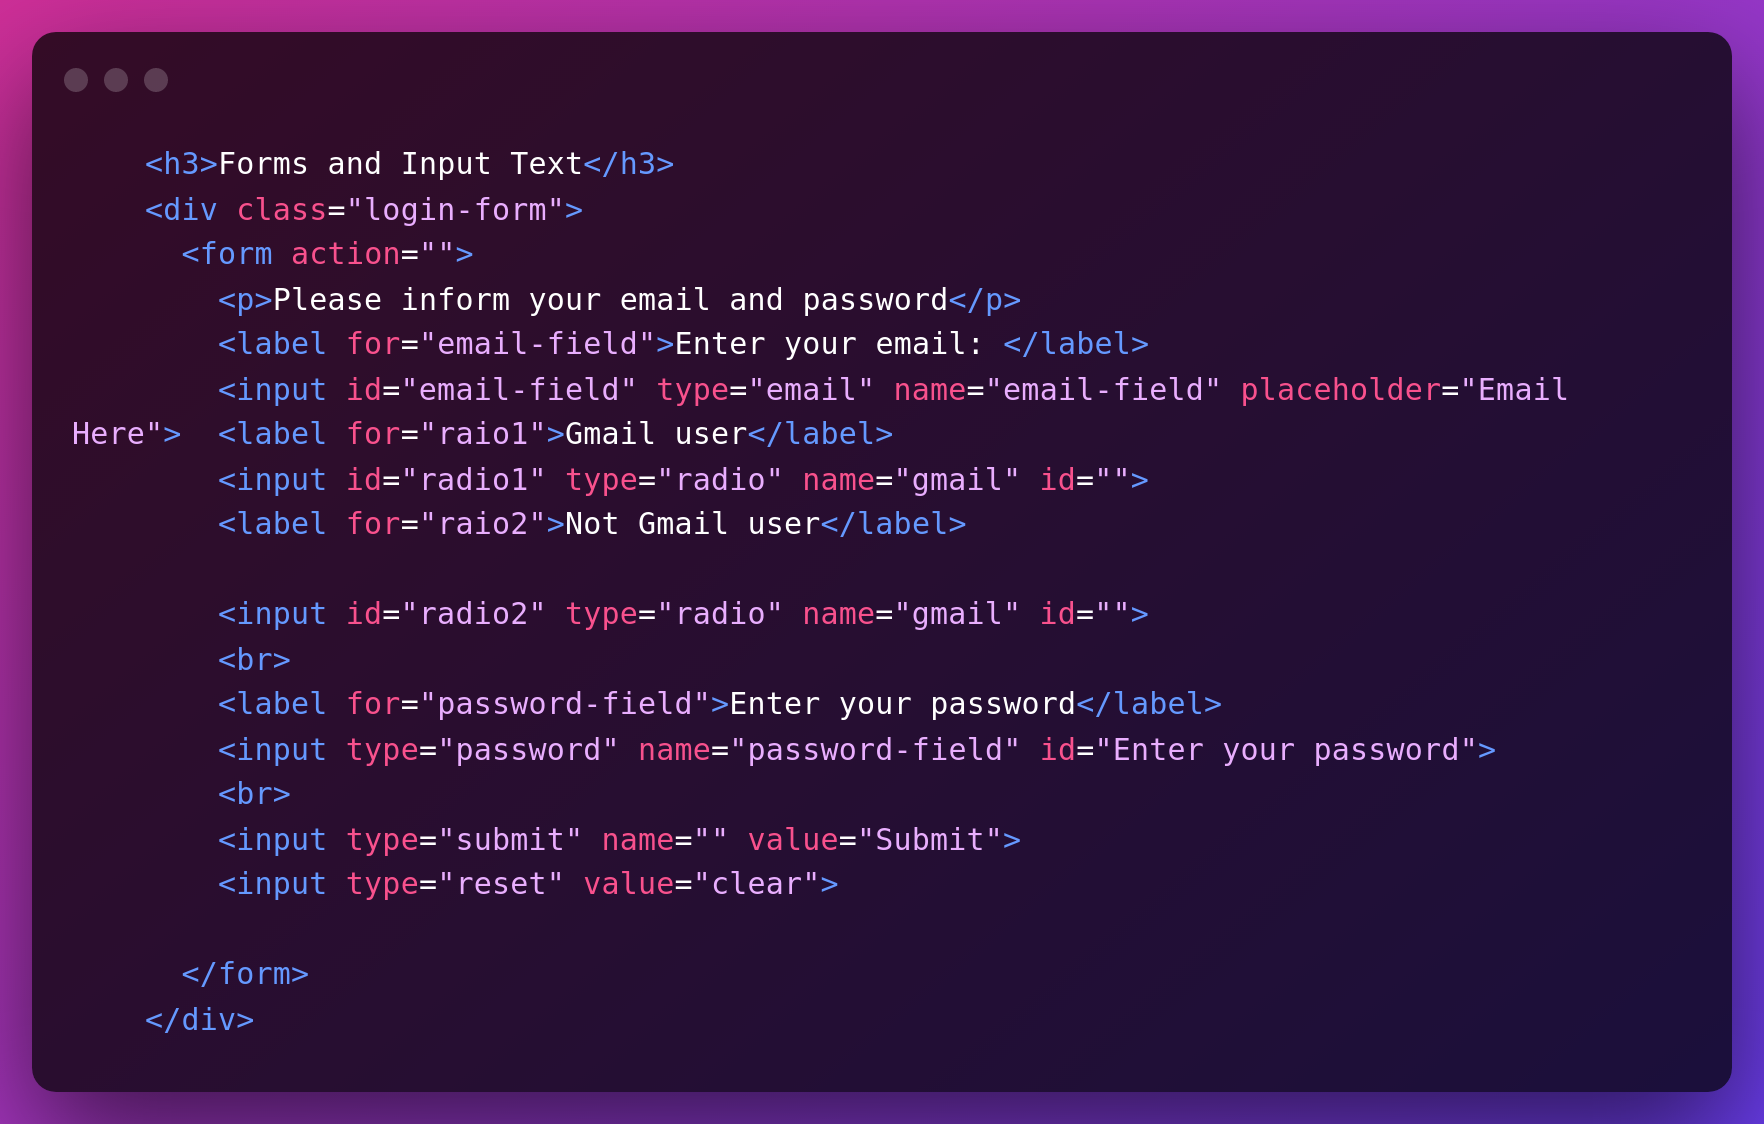 <h3>Forms and Input Text</h3>
<div class="login-form">
<form action="">
<p>Please inform your email and password</p>
<label for="email-field">Enter your email: </label>
<input id="email-field" type="email" name="email-field" placeholder="Email
Here">  <label for="raio1">Gmail user</label>
<input id="radio1" type="radio" name="gmail" id="">
<label for="raio2">Not Gmail user</label>
<input id="radio2" type="radio" name="gmail" id="">
<br>
<label for="password-field">Enter your password</label>
<input type="password" name="password-field" id="Enter your password">
<br>
<input type="submit" name="" value="Submit">
<input type="reset" value="clear">
</form>
</div>